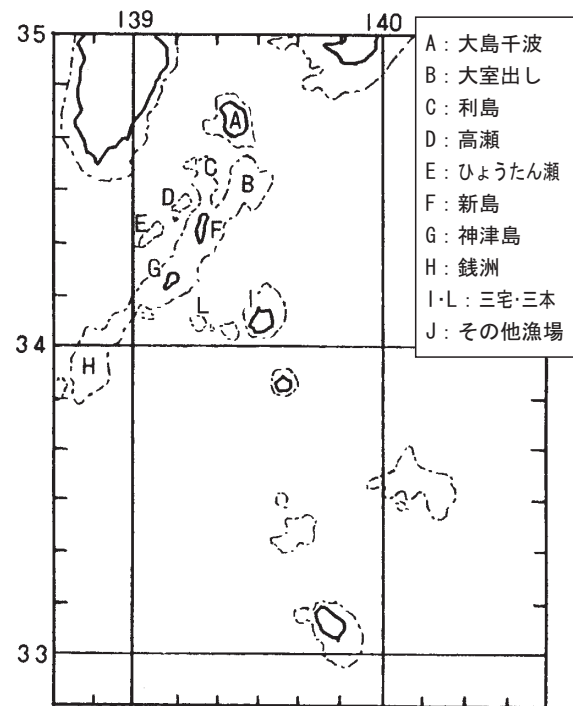 139
140
35
34
33
A
B
C
D
E
F
G
H
I
L
A：大島千波
B：大室出し
C：利島
D：高瀬
E：ひょうたん瀬
F：新島
G：神津島
H：銭洲
I・L：三宅・三本
J：その他漁場